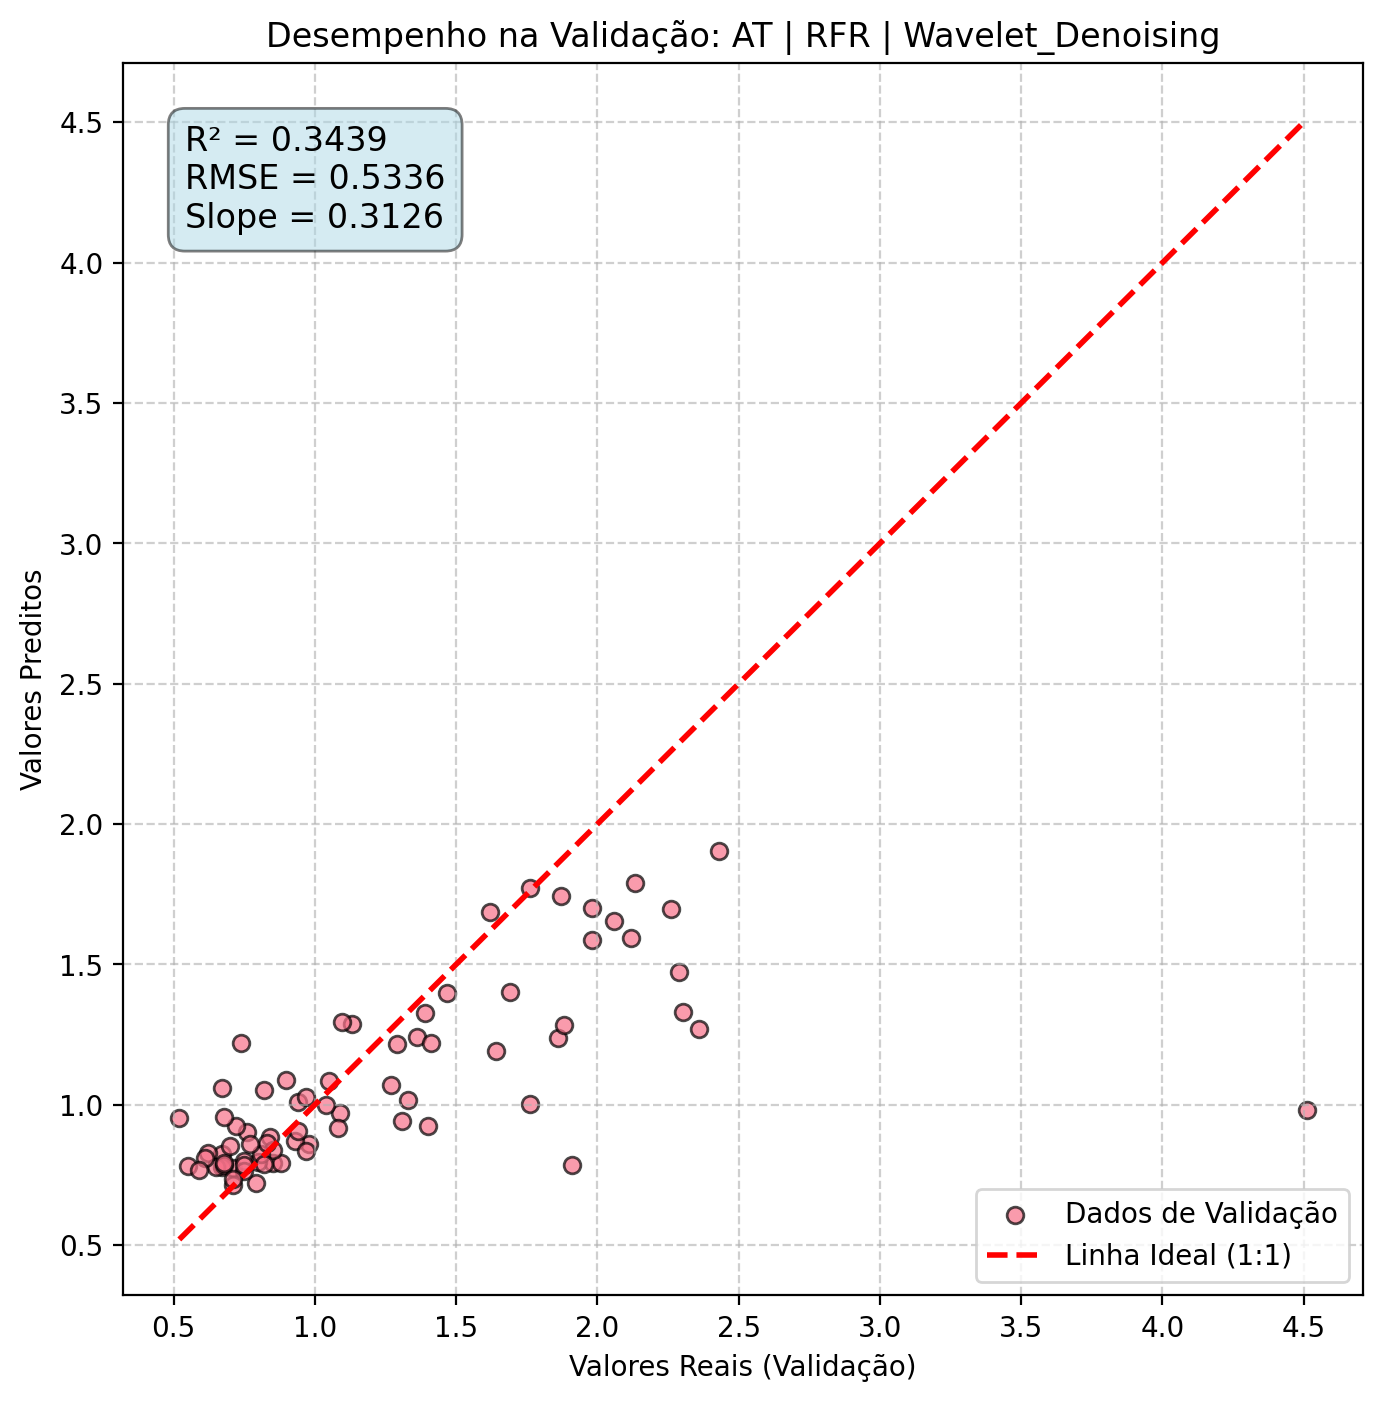 Desempenho na Validação: AT | RFR | Wavelet_Denoising
R² = 0.3439
RMSE = 0.5336
Slope = 0.3126
4.5
4.0
3.5
3.0
2.5
2.0
1.5
1.0
0.5
Valores Preditos
Dados de Validação
Linha Ideal (1:1)
0.5 1.0 1.5 2.0 2.5 3.0 3.5 4.0 4.5
Valores Reais (Validação)